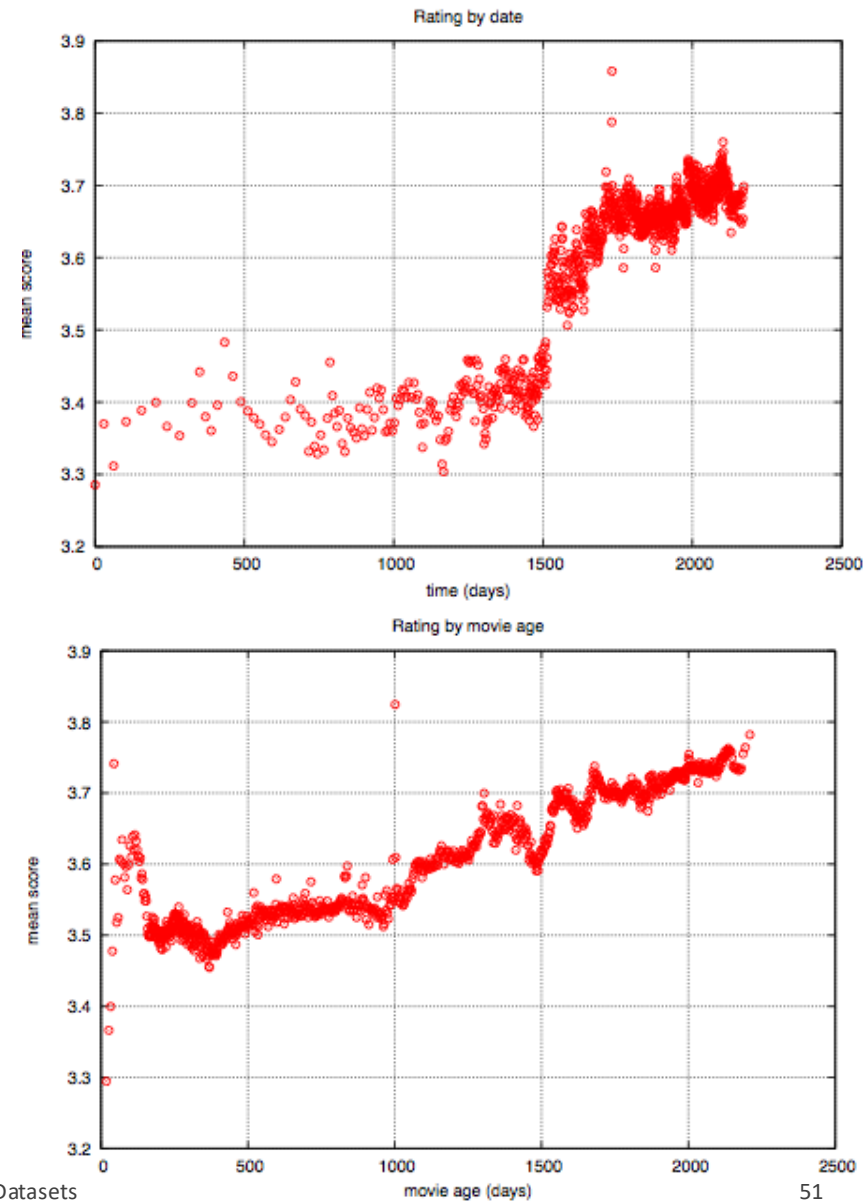 Rating by date
3.9
3.8
3.7
3.6
3.5
3.4
3.3
3.2
mean score
0 500 1000 1500 2000 2500
time (days)
Rating by movie age
3.9
3.8
3.7
3.6
3.5
3.4
3.3
3.2
mean score
0 500 1000 1500 2000 2500
movie age (days)
Datasets 51